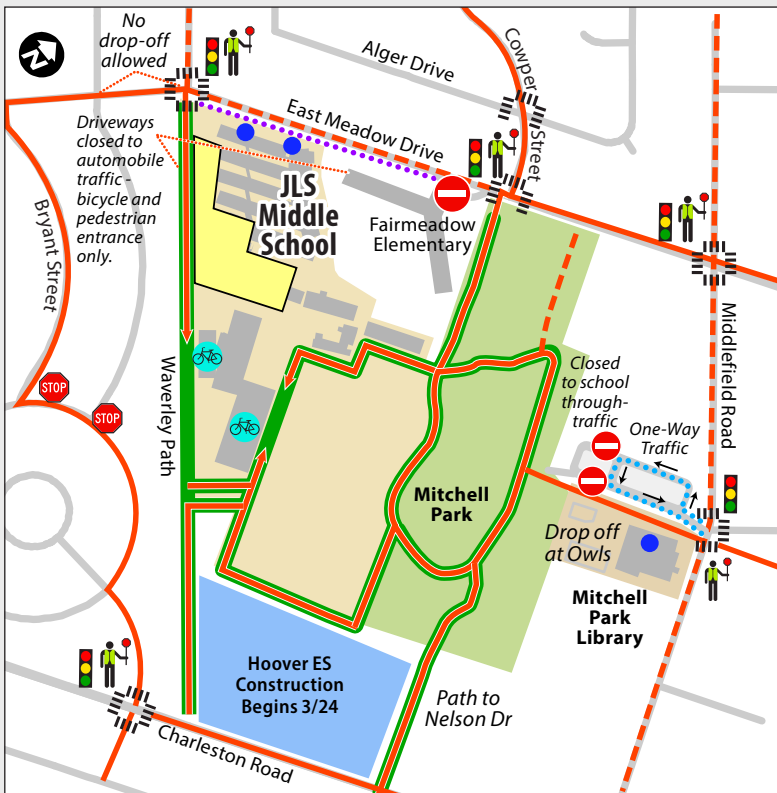 No
drop-off
allowed
Alger Drive
Cowper
Street
East Meadow Drive
N
Driveways
closed to
automobile
traffic -
bicycle and
pedestrian
entrance
only.
JLS
Middle
School
Fairmeadow
Elementary
Bryant Street
Middlefield Road
Waverley Path
STOP
STOP
Closed
to school
through-
traffic
One-Way
Traffic
Mitchell
Park
Drop off
at Owls
Mitchell
Park
Library
Hoover ES
Construction
Begins 3/24
Path to
Nelson Dr
Charleston Road